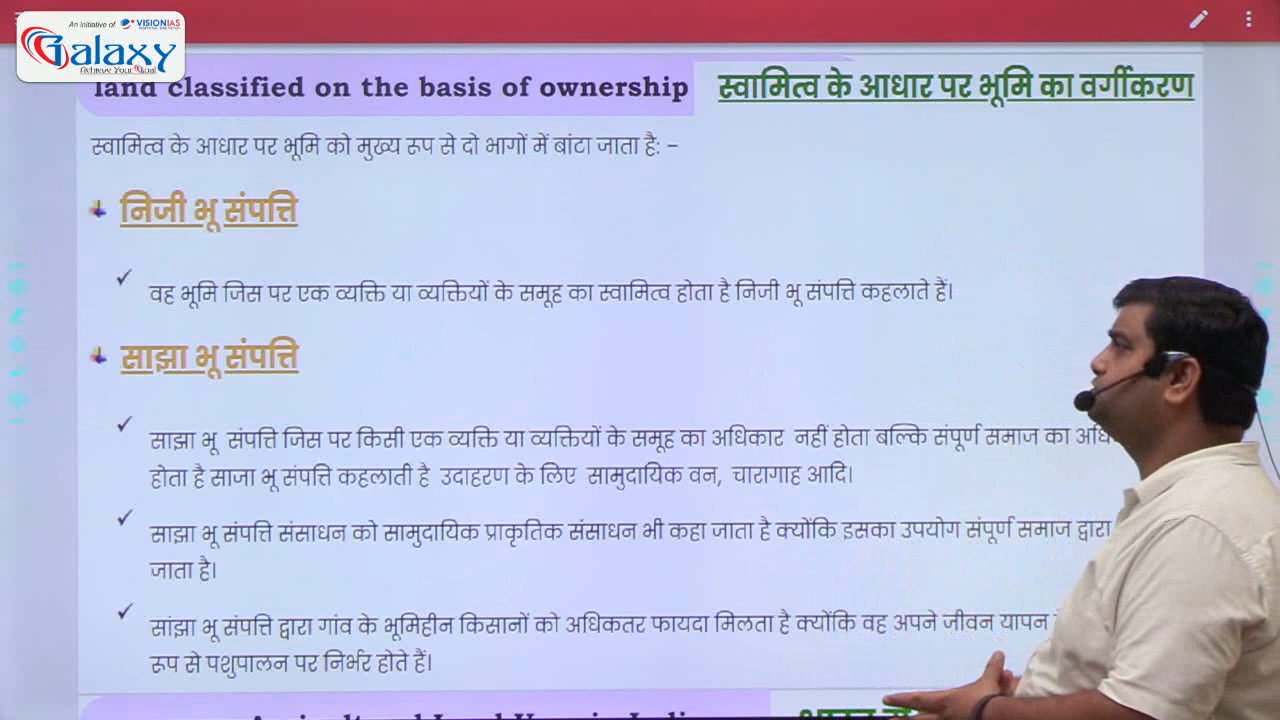 An initiative of VISIONIAS
Galaxy
Achieve Your Goal
land classified on the basis of ownership स्वामित्व के आधार पर भूमि का वर्गीकरण
स्वामित्व के आधार पर भूमि को मुख्य रूप से दो भागों में बांटा जाता है: –
निजी भू संपत्ति
वह भूमि जिस पर एक व्यक्ति या व्यक्तियों के समूह का स्वामित्व होता है निजी भू संपत्ति कहलाते हैं।
साझा भू संपत्ति
साझा भू संपत्ति जिस पर किसी एक व्यक्ति या व्यक्तियों के समूह का अधिकार नहीं होता बल्कि संपूर्ण समाज का
होता है साजा भू संपत्ति कहलाती है उदाहरण के लिए सामुदायिक वन, चारागाह आदि।
साझा भू संपत्ति संसाधन को सामुदायिक प्राकृतिक संसाधन भी कहा जाता है क्योंकि इसका उपयोग संपूर्ण समाज द्वारा
जाता है।
सांझा भू संपत्ति द्वारा गांव के भूमिहीन किसानों को अधिकतर फायदा मिलता है क्योंकि वह अपने जीवन यापन
रूप से पशुपालन पर निर्भर होते हैं।